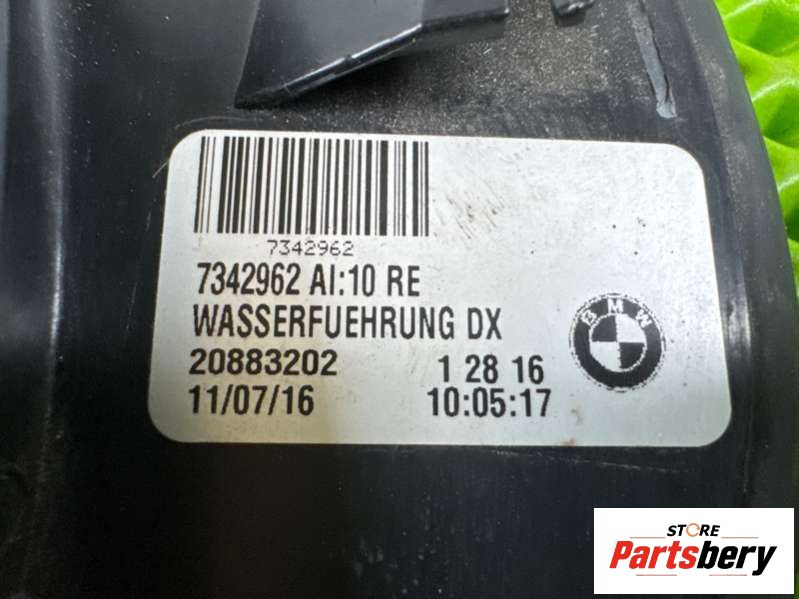 7342962
7342962 AI:10 RE
WASSERFUEHRUNG DX
20883202 1 28 16
11/07/16 10:05:17
BMW
STORE
Partsbery